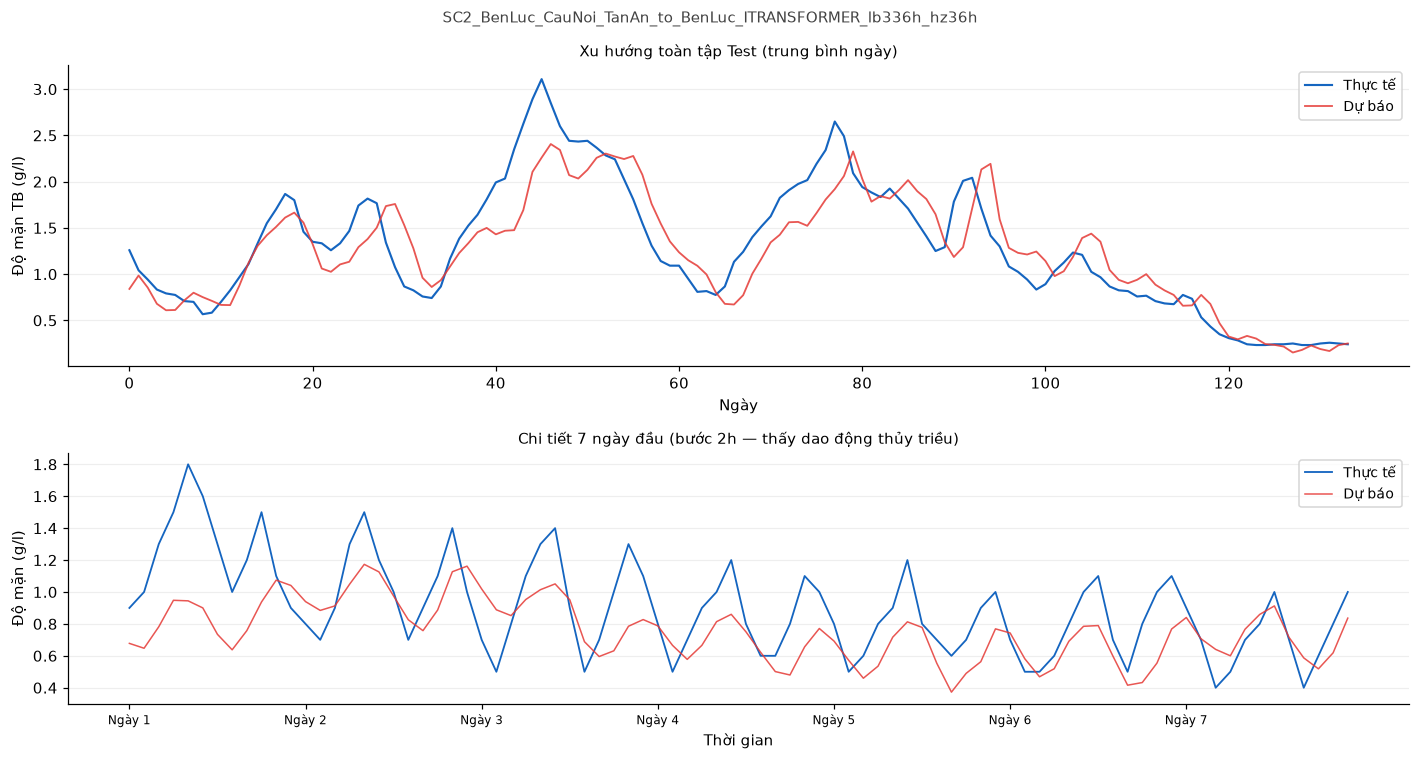 SC2_BenLuc_CauNoi_TanAn_to_BenLuc_ITRANSFORMER_lb336h_hz36h
Xu hướng toàn tập Test (trung bình ngày)
Thực tế
Dự báo
Độ mặn TB (g/l)
3.0
2.5
2.0
1.5
1.0
0.5
0 20 40 60 80 100 120
Ngày
Chi tiết 7 ngày đầu (bước 2h — thấy dao động thủy triều)
Thực tế
Dự báo
Độ mặn (g/l)
1.8
1.6
1.4
1.2
1.0
0.8
0.6
0.4
Ngày 1 Ngày 2 Ngày 3 Ngày 4 Ngày 5 Ngày 6 Ngày 7
Thời gian